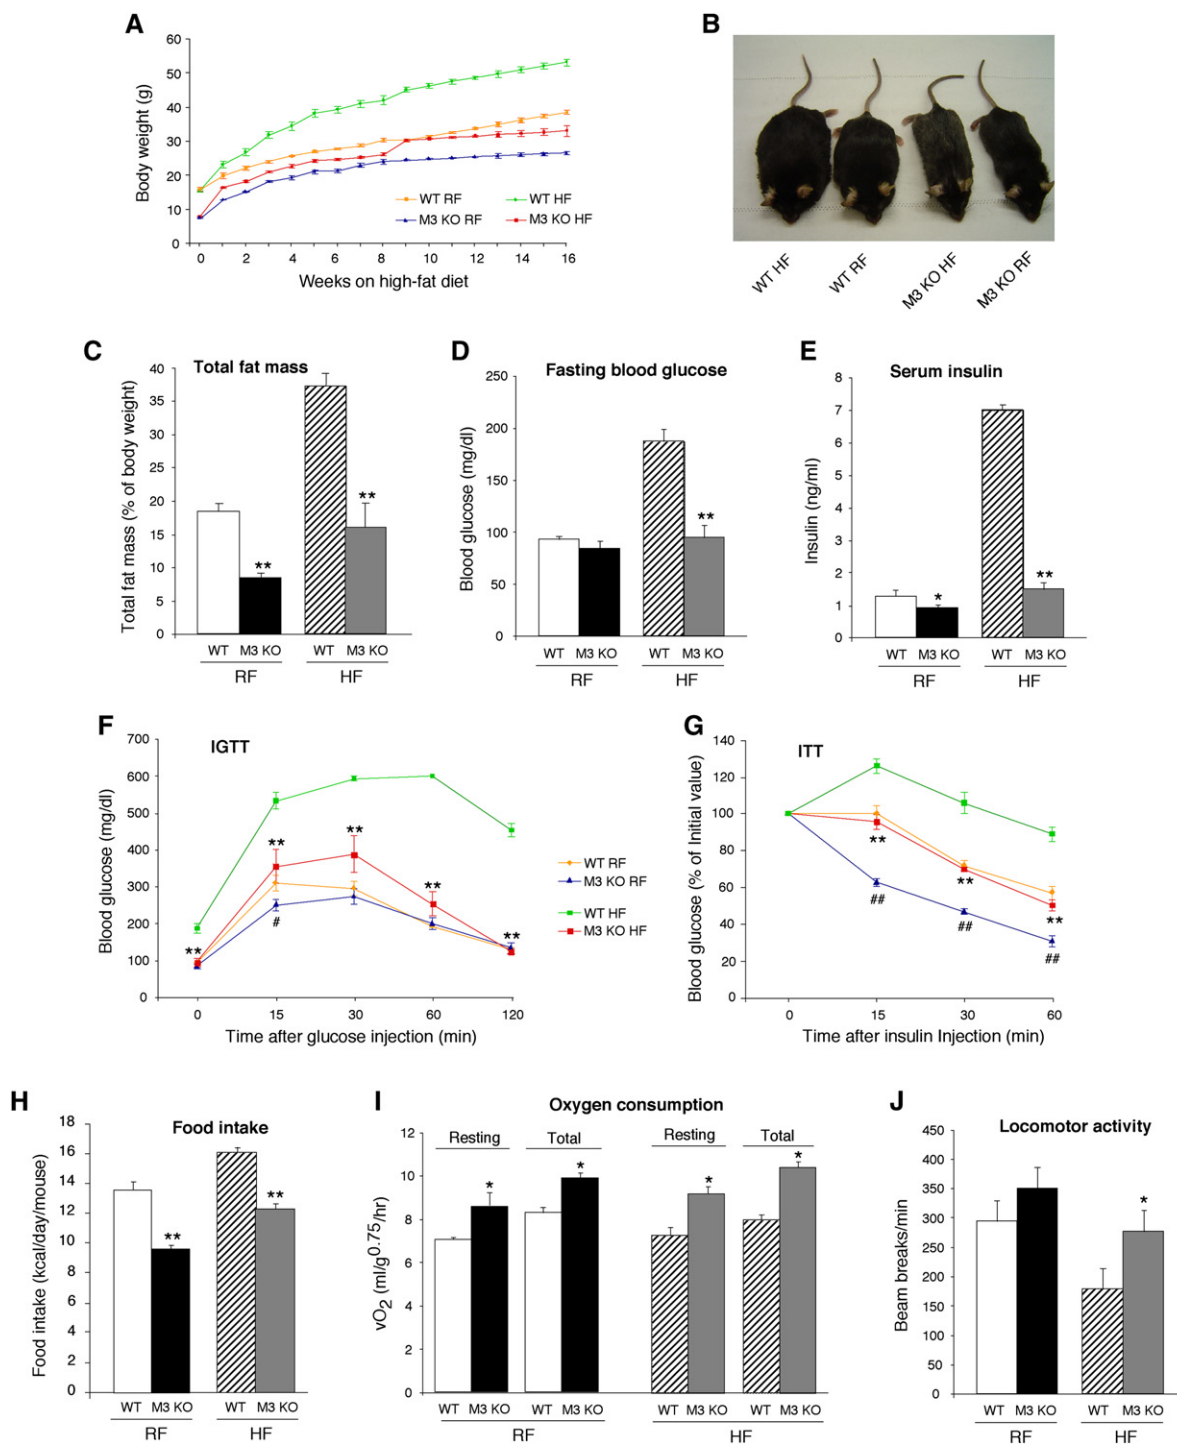 A
Body weight (g)
60
50
40
30
20
10
0
WT RF
WT HF
M3 KO RF
M3 KO HF
0 2 4 6 8 10 12 14 16
Weeks on high-fat diet
B
WT HF
WT RF
M3 KO HF
M3 KO RF
C
Total fat mass
Total fat mass (% of body weight)
40
35
30
25
20
15
10
5
0
**
**
WT M3 KO WT M3 KO
RF HF
D
Fasting blood glucose
Blood glucose (mg/dl)
250
200
150
100
50
0
**
WT M3 KO WT M3 KO
RF HF
E
Serum insulin
Insulin (ng/ml)
8
7
6
5
4
3
2
1
0
*
**
WT M3 KO WT M3 KO
RF HF
F
IGTT
Blood glucose (mg/dl)
700
600
500
400
300
200
100
0
**
**
**
**
**
#
0 15 30 60 120
Time after glucose injection (min)
WT RF
M3 KO RF
WT HF
M3 KO HF
G
ITT
Blood glucose (% of Initial value)
140
120
100
80
60
40
20
0
**
**
**
##
##
##
0 15 30 60
Time after insulin Injection (min)
H
Food intake
Food intake (kcal/day/mouse)
18
16
14
12
10
8
6
4
2
0
**
**
WT M3 KO WT M3 KO
RF HF
I
Oxygen consumption
vO2 (ml/g0.75/hr)
12
10
8
6
4
2
0
Resting Total Resting Total
*
*
*
*
WT M3 KO WT M3 KO WT M3 KO WT M3 KO
RF HF
J
Locomotor activity
Beam breaks/min
450
400
350
300
250
200
150
100
50
0
*
WT M3 KO WT M3 KO
RF HF